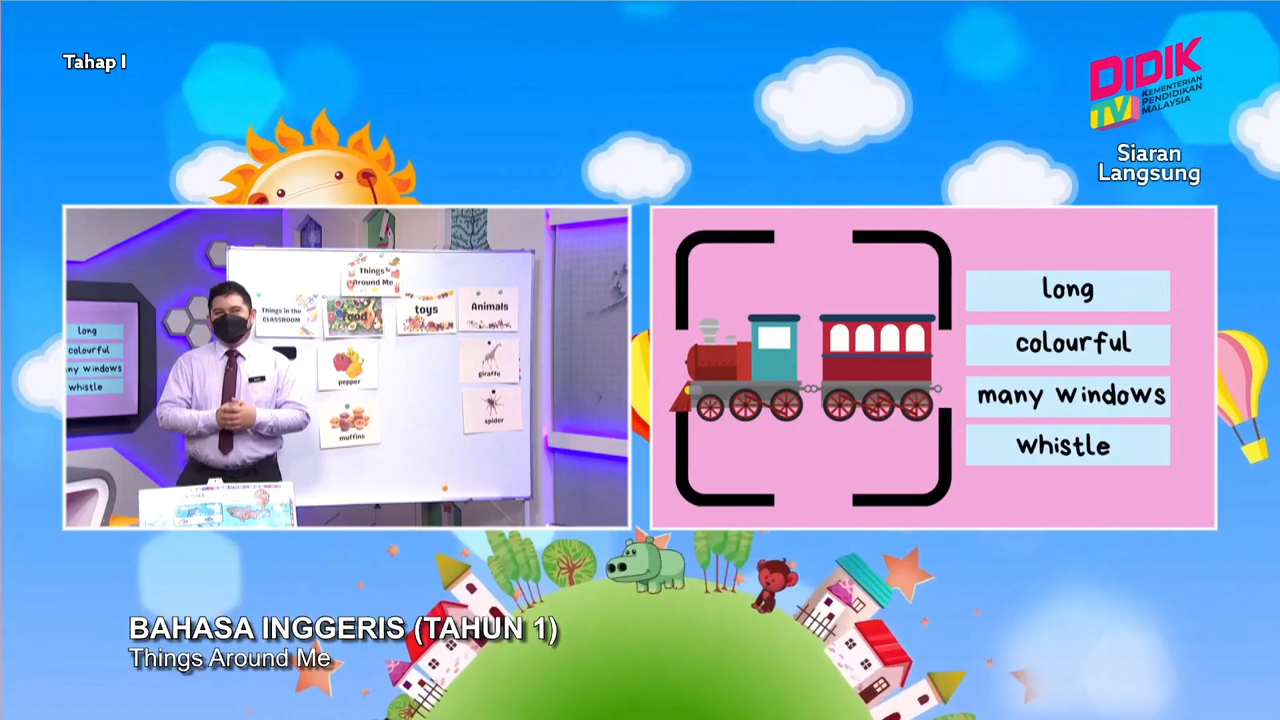 Tahap I
DIDIK
TV
KEMENTERIAN
PENDIDIKAN
MALAYSIA
Siaran
Langsung
Things
Around Me
Things in the
CLASSROOM
food
toys
Animals
pepper
giraffe
muffins
spider
long
colourful
ny windows
whistle
long
colourful
many windows
whistle
BAHASA INGGERIS (TAHUN 1)
Things Around Me